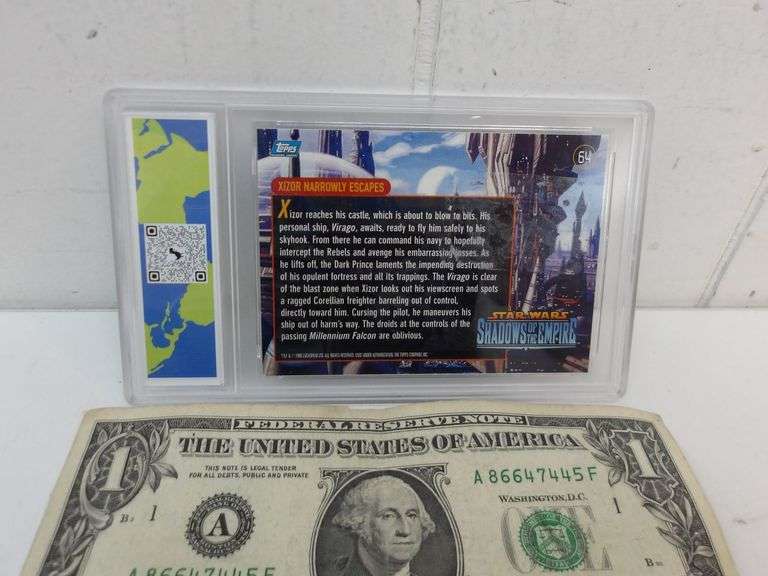 topps
64
XIZOR NARROWLY ESCAPES
Xizor reaches his castle, which is about to blow to bits. His
personal ship, Virago, awaits, ready to fly him safely to his
skyhook. From there he can command his navy to hopefully
intercept the Rebels and avenge his embarrassing losses. As
he lifts off, the Dark Prince laments the impending destruction
of his opulent fortress and all its trappings. The Virago is clear
of the blast zone when Xizor looks out his viewscreen and spots
a ragged Corellian freighter barreling out of control,
directly toward him. Cursing the pilot, he maneuvers his
ship out of harm's way. The droids at the controls of the
passing Millennium Falcon are oblivious.
STAR WARS
SHADOWS OF THE EMPIRE
FEDERAL RESERVE NOTE
THE UNITED STATES OF AMERICA
THIS NOTE IS LEGAL TENDER
FOR ALL DEBTS, PUBLIC AND PRIVATE
A 86647445 F
WASHINGTON, D.C.
1
1
1
1
A
A 86647445 F